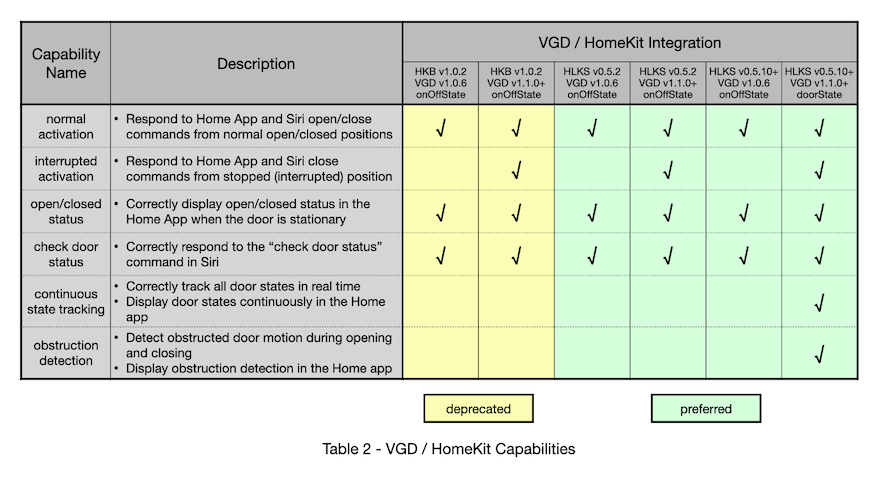 Capability
Name
Description
VGD / HomeKit Integration
HKB v1.0.2
VGD v1.0.6
onOffState
HKB v1.0.2
VGD v1.1.0+
onOffState
HLKS v0.5.2
VGD v1.0.6
onOffState
HLKS v0.5.2
VGD v1.1.0+
onOffState
HLKS v0.5.10+
VGD v1.0.6
onOffState
HLKS v0.5.10+
VGD v1.1.0+
doorState
normal
activation
• Respond to Home App and Siri open/close
commands from normal open/closed positions
√ √ √ √ √ √
interrupted
activation
• Respond to Home App and Siri close
commands from stopped (interrupted) position
√ √ √
open/closed
status
• Correctly display open/closed status in the
Home App when the door is stationary
√ √ √ √ √ √
check door
status
• Correctly respond to the “check door status”
command in Siri
√ √ √ √ √ √
continuous
state tracking
• Correctly track all door states in real time
• Display door states continuously in the Home
app
√
obstruction
detection
• Detect obstructed door motion during opening
and closing
• Display obstruction detection in the Home app
√
deprecated
preferred
Table 2 - VGD / HomeKit Capabilities